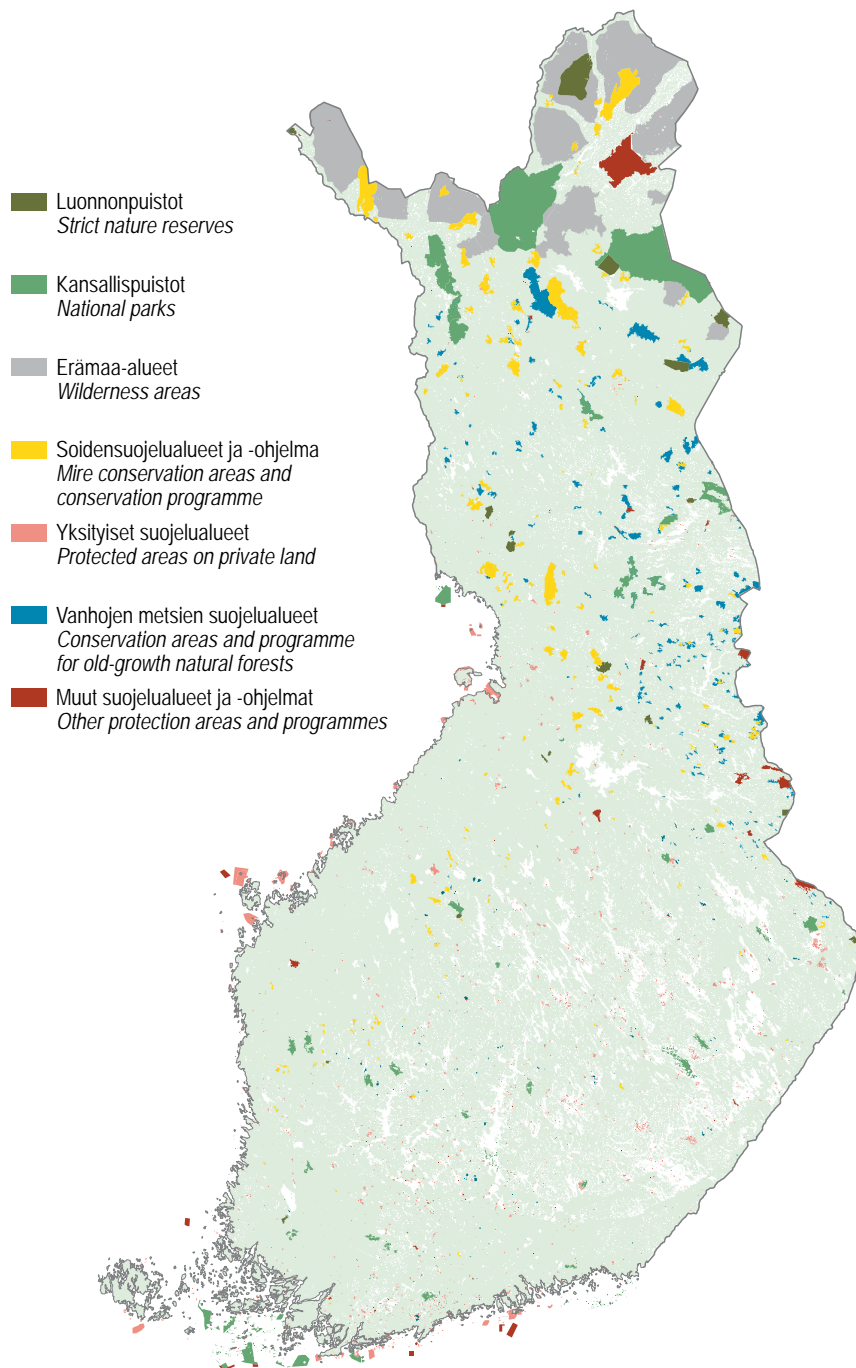 Luonnonpuistot
Strict nature reserves
Kansallispuistot
National parks
Erämaa-alueet
Wilderness areas
Soidensuojelualueet ja -ohjelma
Mire conservation areas and
conservation programme
Yksityiset suojelualueet
Protected areas on private land
Vanhojen metsien suojelualueet
Conservation areas and programme
for old-growth natural forests
Muut suojelualueet ja -ohjelmat
Other protection areas and programmes